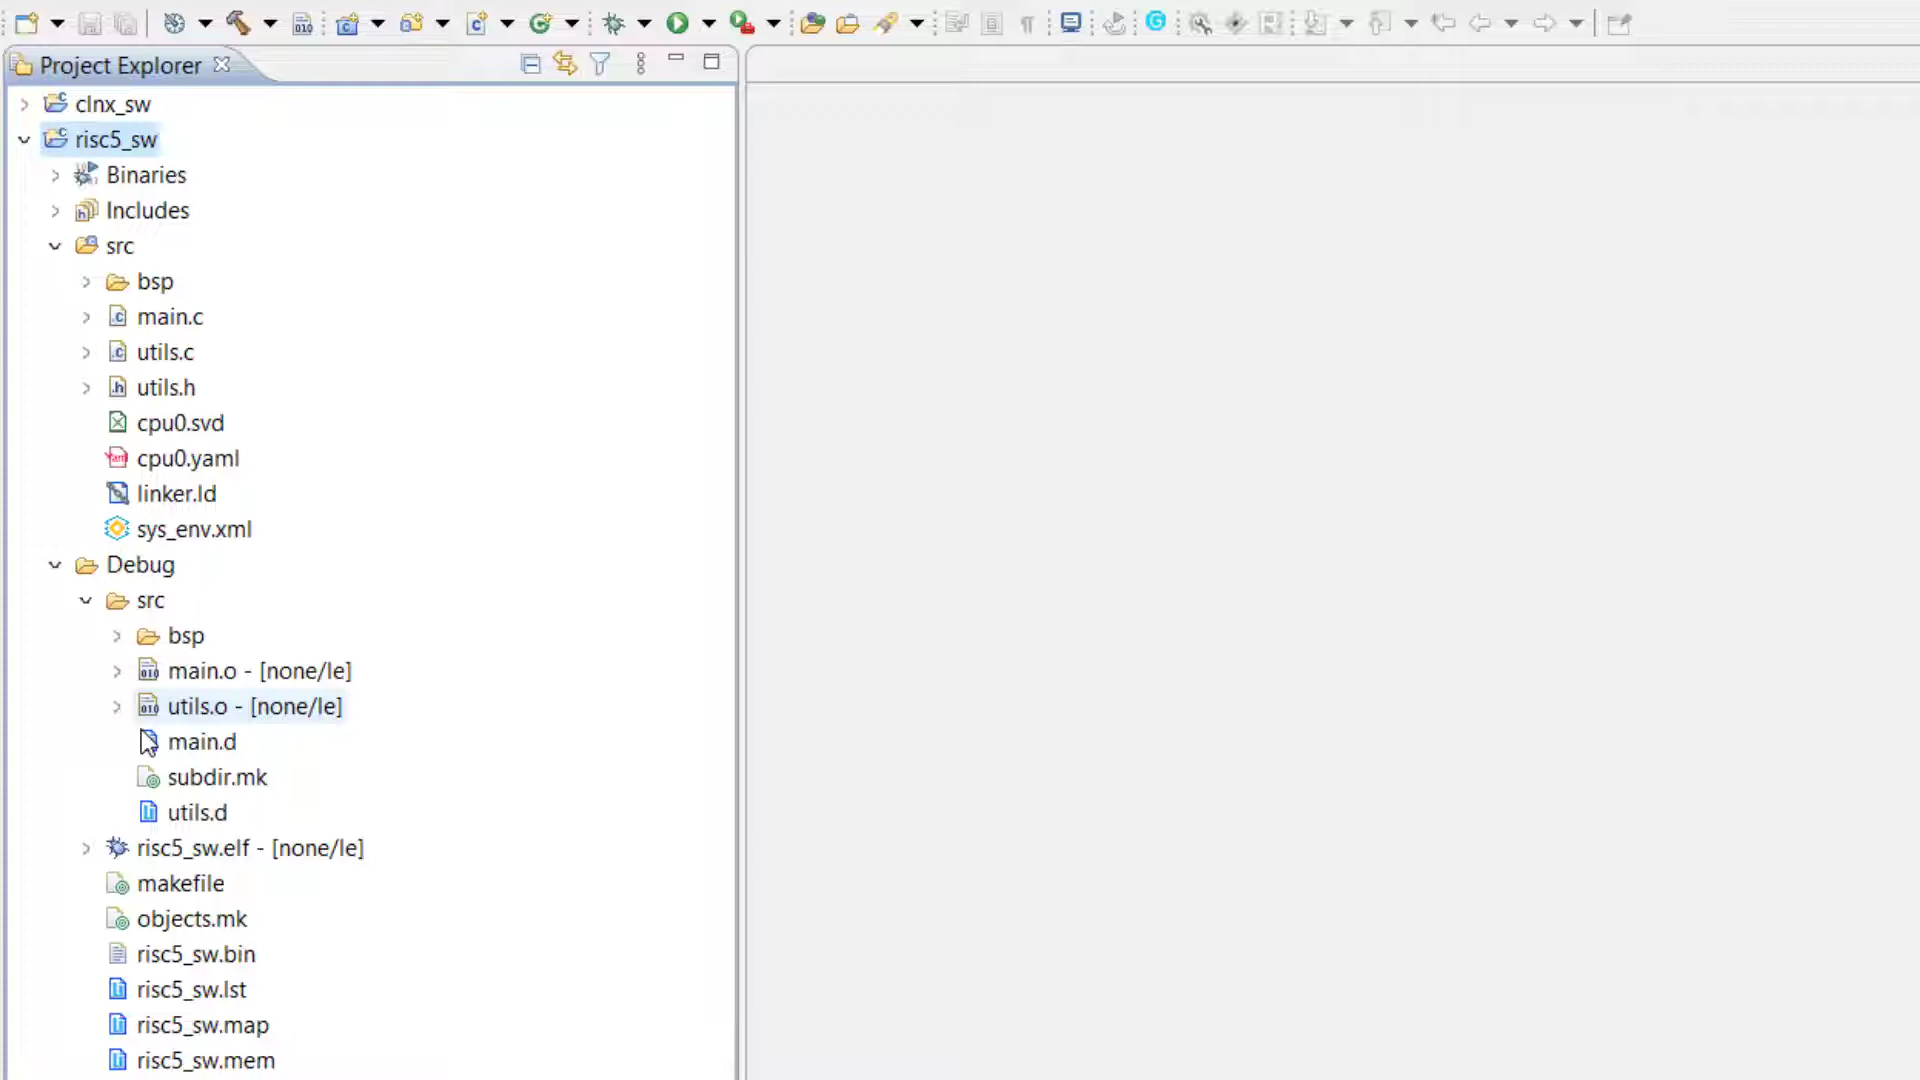 Project Explorer
clnx_sw
risc5_sw
Binaries
Includes
src
bsp
main.c
utils.c
utils.h
cpu0.svd
cpu0.yaml
linker.ld
sys_env.xml
Debug
src
bsp
main.o - [none/le]
utils.o - [none/le]
main.d
subdir.mk
utils.d
risc5_sw.elf - [none/le]
makefile
objects.mk
risc5_sw.bin
risc5_sw.lst
risc5_sw.map
risc5_sw.mem